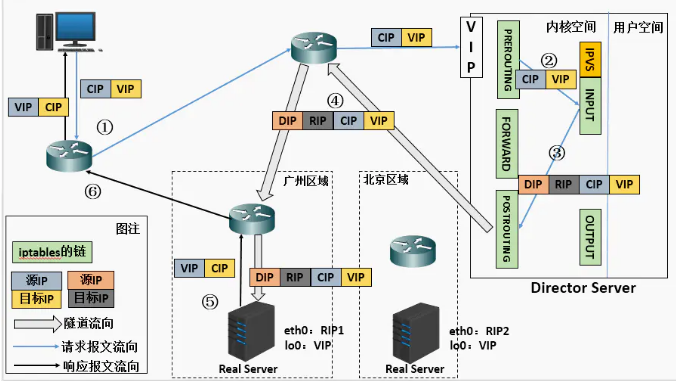 CIP VIP
VIP
PREROUTING
内核空间
用户空间
IPVS
②
CIP VIP
INPUT
CIP VIP
VIP CIP
①
④
DIP RIP CIP VIP
FORWARD
③
DIP RIP CIP VIP
⑥
广州区域
北京区域
POSTROUTING
OUTPUT
Director Server
图注
iptables的链
源IP 源IP
目标IP 目标IP
隧道流向
请求报文流向
响应报文流向
VIP CIP
DIP RIP CIP VIP
⑤
eth0：RIP1
lo0：VIP
Real Server
eth0：RIP2
lo0：VIP
Real Server